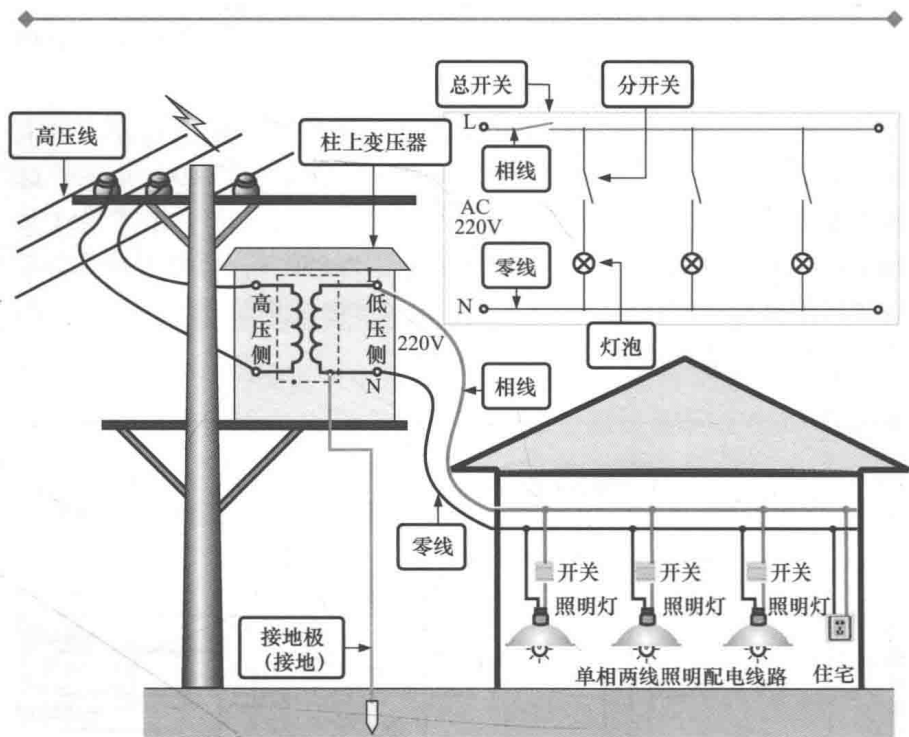 总开关
分开关
L
相线
AC
220V
零线
N
灯泡
高压线
柱上变压器
L
高压侧
低压侧
220V
N
相线
零线
接地极
(接地)
开关
开关
开关
照明灯
照明灯
照明灯
单相两线照明配电线路
住宅